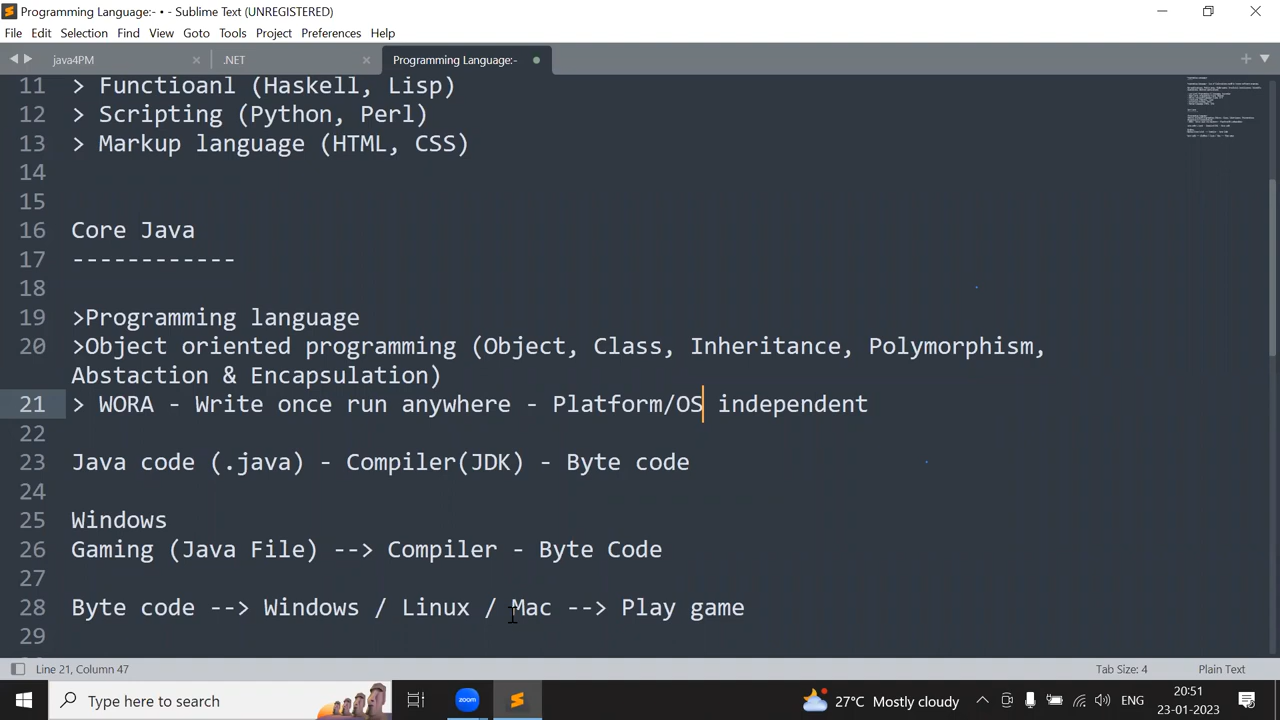 Programming Language:- • - Sublime Text (UNREGISTERED)
File Edit Selection Find View Goto Tools Project Preferences Help
java4PM .NET Programming Language:-
11 > Functioanl (Haskell, Lisp)
12 > Scripting (Python, Perl)
13 > Markup language (HTML, CSS)
14
15
16 Core Java
17 ------------
18
19 >Programming language
20 >Object oriented programming (Object, Class, Inheritance, Polymorphism,
Abstaction & Encapsulation)
21 > WORA - Write once run anywhere - Platform/OS independent
22
23 Java code (.java) - Compiler(JDK) - Byte code
24
25 Windows
26 Gaming (Java File) --> Compiler - Byte Code
27
28 Byte code --> Windows / Linux / Mac --> Play game
29
Line 21, Column 47 Tab Size: 4 Plain Text
Type here to search zoom 27°C Mostly cloudy ENG 20:51
23-01-2023